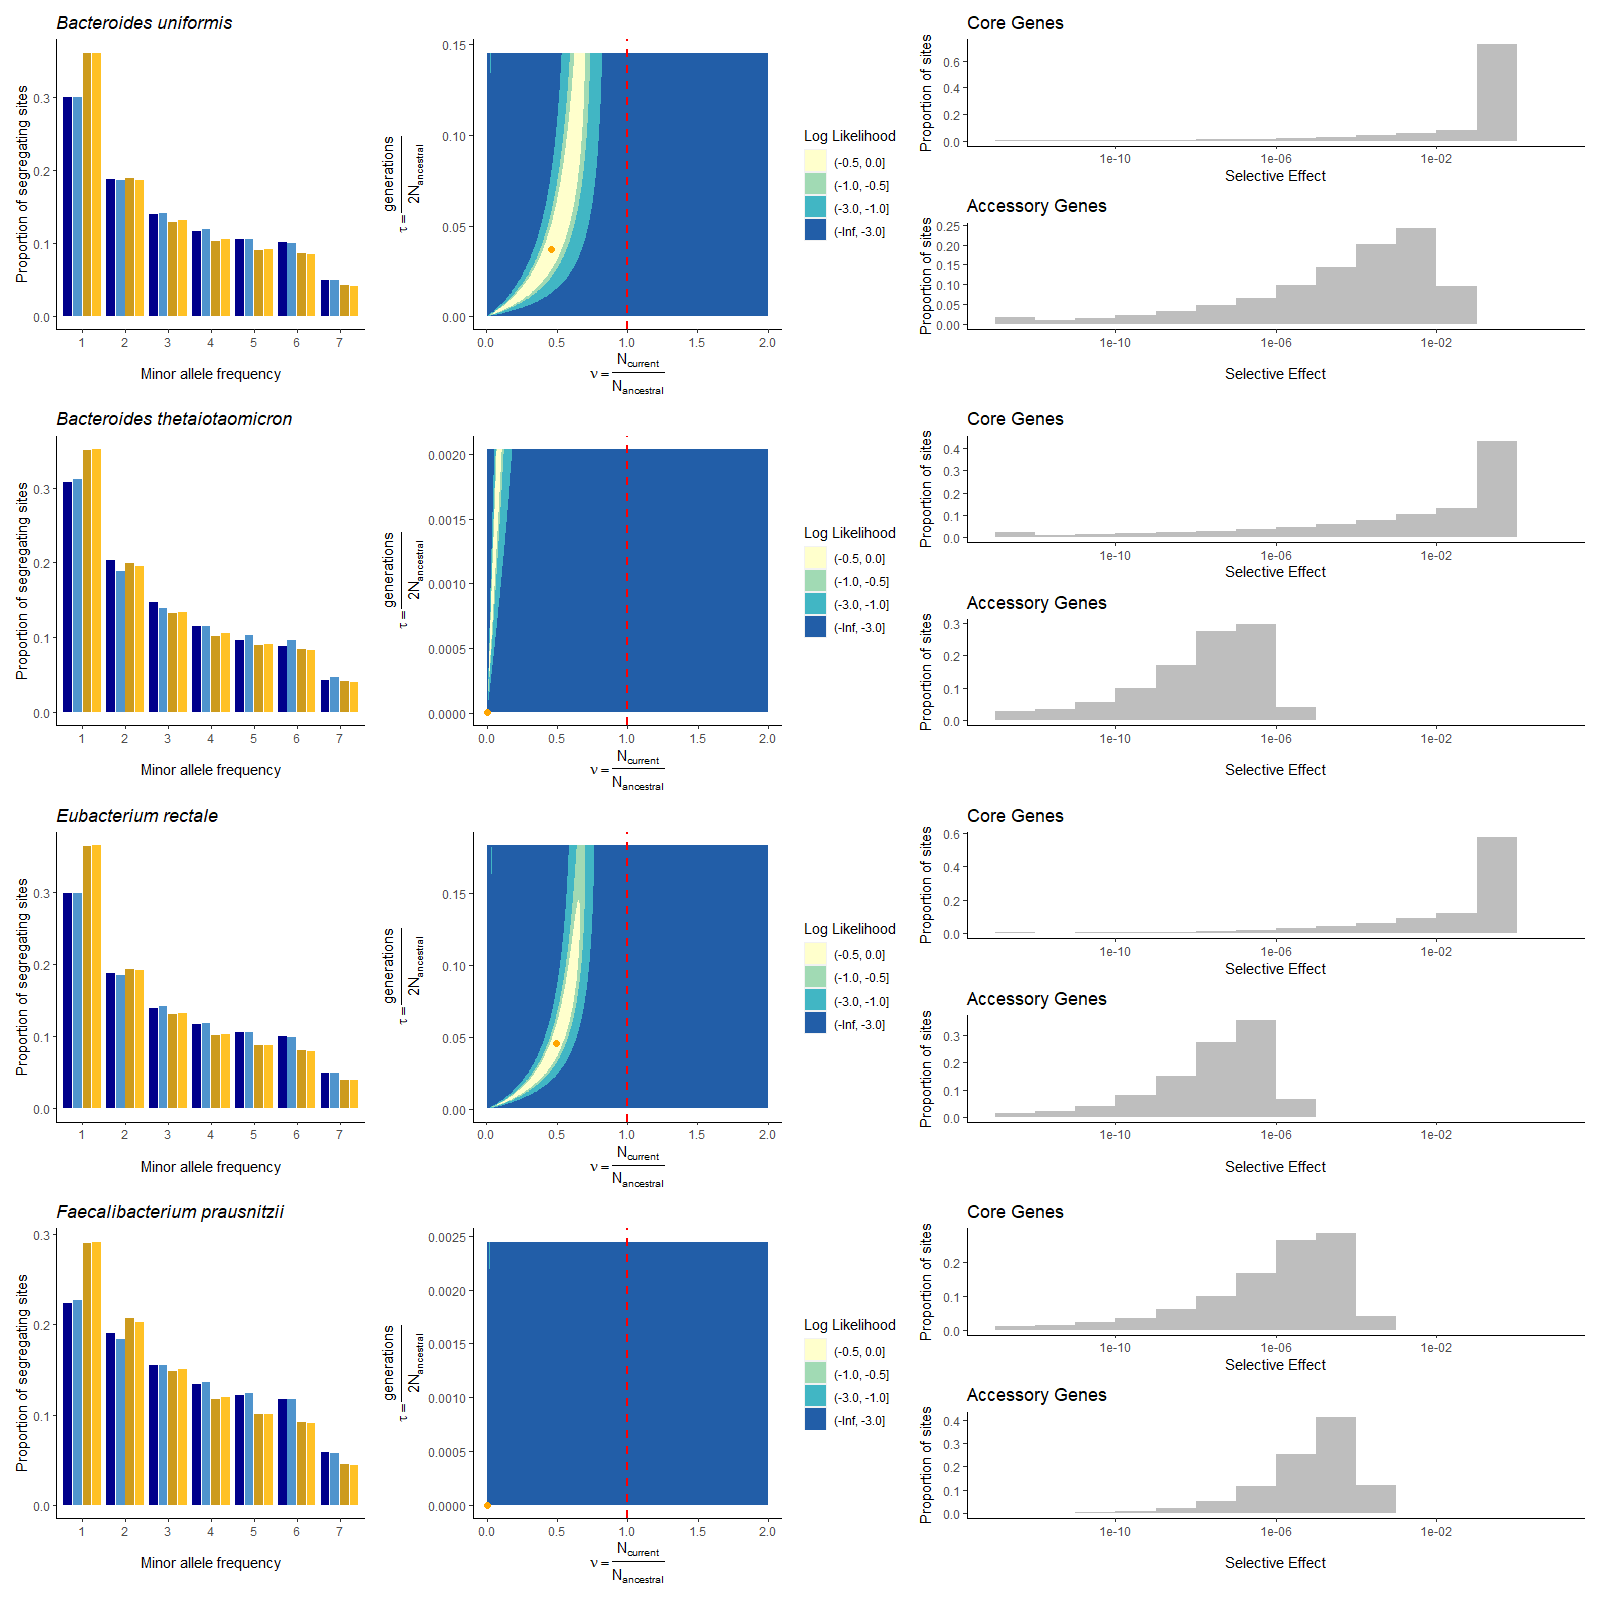 Bacteroides uniformis
Proportion of segregating sites
0.3
0.2
0.1
0.0
1 2 3 4 5 6 7
Minor allele frequency
τ = generations / 2Nancestral
0.15
0.10
0.05
0.00
0.0 0.5 1.0 1.5 2.0
ν = Ncurrent / Nancestral
Log Likelihood
(-0.5, 0.0]
(-1.0, -0.5]
(-3.0, -1.0]
(-Inf, -3.0]
Core Genes
Proportion of sites
0.6
0.4
0.2
0.0
1e-10 1e-06 1e-02
Selective Effect
Accessory Genes
Proportion of sites
0.25
0.20
0.15
0.10
0.05
0.00
1e-10 1e-06 1e-02
Selective Effect
Bacteroides thetaiotaomicron
Proportion of segregating sites
0.3
0.2
0.1
0.0
1 2 3 4 5 6 7
Minor allele frequency
τ = generations / 2Nancestral
0.0020
0.0015
0.0010
0.0005
0.0000
0.0 0.5 1.0 1.5 2.0
ν = Ncurrent / Nancestral
Log Likelihood
(-0.5, 0.0]
(-1.0, -0.5]
(-3.0, -1.0]
(-Inf, -3.0]
Core Genes
Proportion of sites
0.4
0.3
0.2
0.1
0.0
1e-10 1e-06 1e-02
Selective Effect
Accessory Genes
Proportion of sites
0.3
0.2
0.1
0.0
1e-10 1e-06 1e-02
Selective Effect
Eubacterium rectale
Proportion of segregating sites
0.3
0.2
0.1
0.0
1 2 3 4 5 6 7
Minor allele frequency
τ = generations / 2Nancestral
0.15
0.10
0.05
0.00
0.0 0.5 1.0 1.5 2.0
ν = Ncurrent / Nancestral
Log Likelihood
(-0.5, 0.0]
(-1.0, -0.5]
(-3.0, -1.0]
(-Inf, -3.0]
Core Genes
Proportion of sites
0.6
0.4
0.2
0.0
1e-10 1e-06 1e-02
Selective Effect
Accessory Genes
Proportion of sites
0.3
0.2
0.1
0.0
1e-10 1e-06 1e-02
Selective Effect
Faecalibacterium prausnitzii
Proportion of segregating sites
0.3
0.2
0.1
0.0
1 2 3 4 5 6 7
Minor allele frequency
τ = generations / 2Nancestral
0.0025
0.0020
0.0015
0.0010
0.0005
0.0000
0.0 0.5 1.0 1.5 2.0
ν = Ncurrent / Nancestral
Log Likelihood
(-0.5, 0.0]
(-1.0, -0.5]
(-3.0, -1.0]
(-Inf, -3.0]
Core Genes
Proportion of sites
0.2
0.1
0.0
1e-10 1e-06 1e-02
Selective Effect
Accessory Genes
Proportion of sites
0.4
0.3
0.2
0.1
0.0
1e-10 1e-06 1e-02
Selective Effect